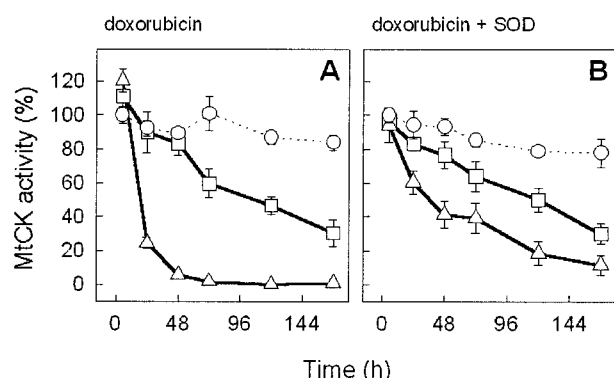 doxorubicin
doxorubicin + SOD
A
B
MtCK activity (%)
120
100
80
60
40
20
0
0 48 96 144
0 48 96 144
Time (h)